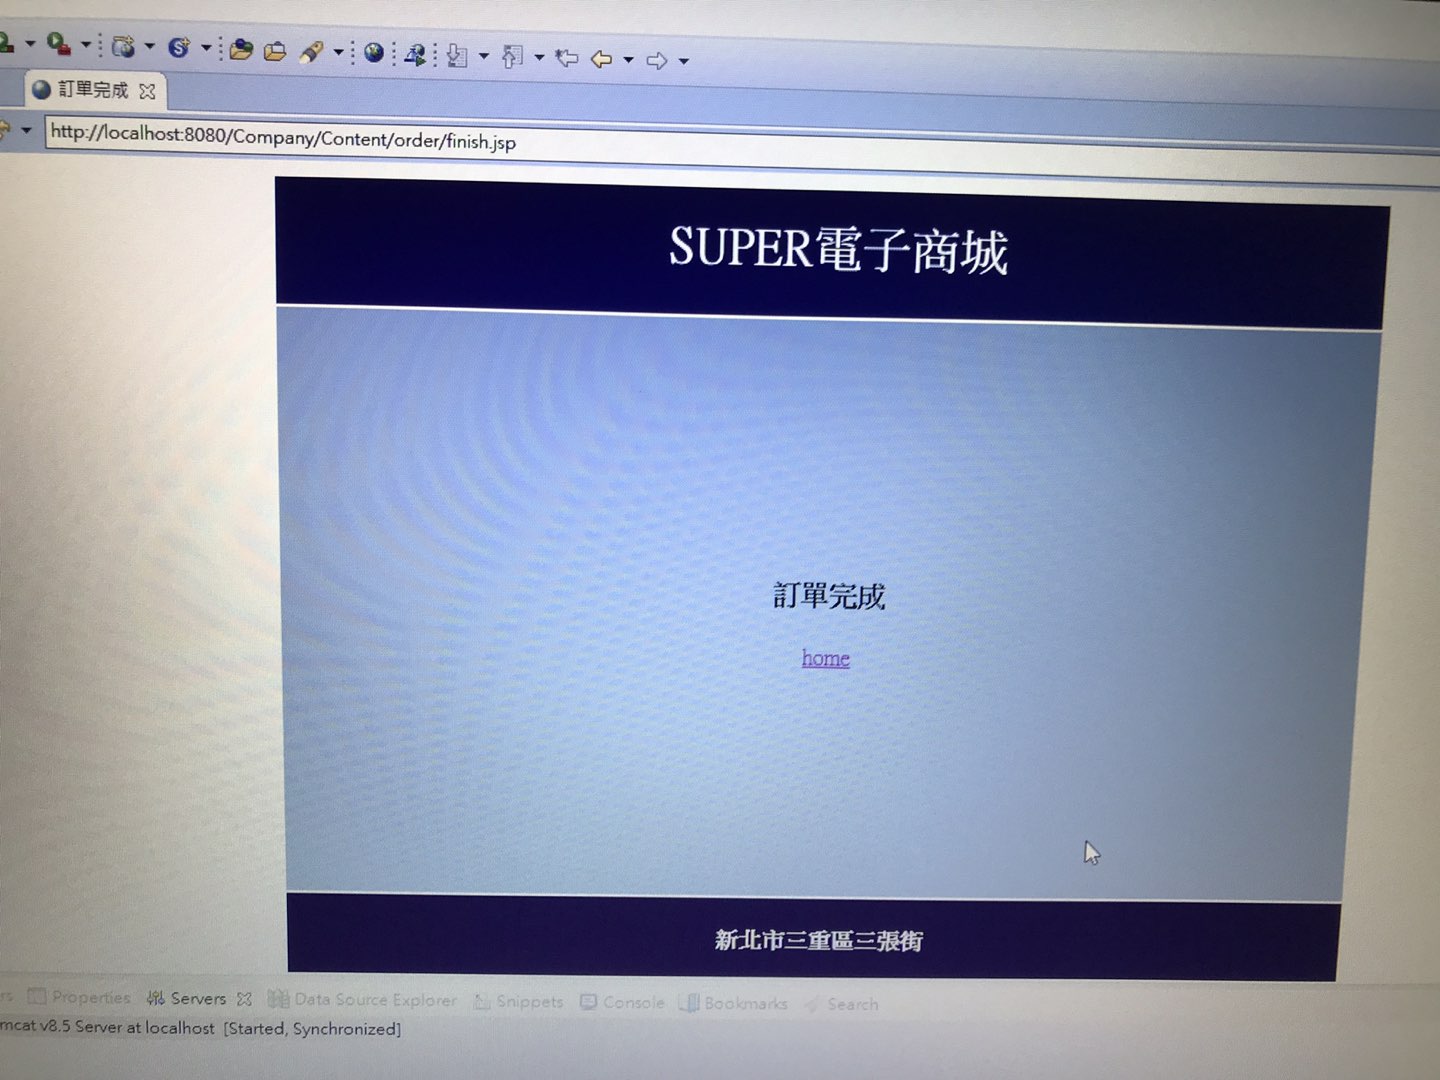 訂單完成
http://localhost:8080/Company/Content/order/finish.jsp
SUPER電子商城
訂單完成
home
新北市三重區三張街
rs Properties Servers Data Source Explorer Snippets Console Bookmarks Search
mcat v8.5 Server at localhost [Started, Synchronized]